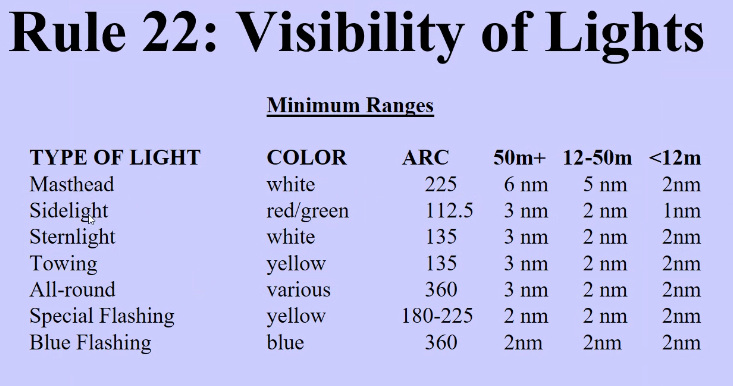 Rule 22: Visibility of Lights
Minimum Ranges
TYPE OF LIGHT COLOR ARC 50m+ 12-50m <12m
Masthead white 225 6 nm 5 nm 2nm
Sidelight red/green 112.5 3 nm 2 nm 1nm
Sternlight white 135 3 nm 2 nm 2nm
Towing yellow 135 3 nm 2 nm 2nm
All-round various 360 3 nm 2 nm 2nm
Special Flashing yellow 180-225 2 nm 2 nm 2nm
Blue Flashing blue 360 2nm 2nm 2nm